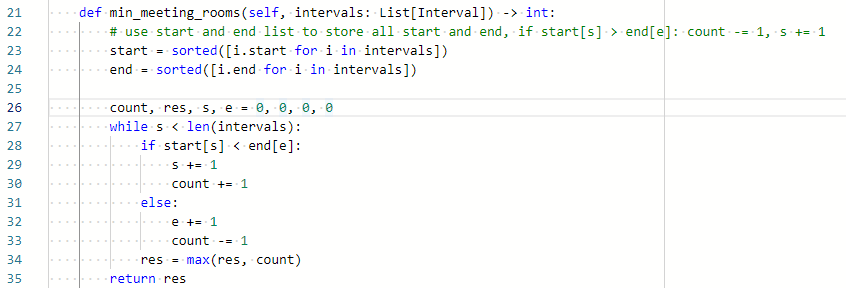 21 def min_meeting_rooms(self, intervals: List[Interval]) -> int:
22 # use start and end list to store all start and end, if start[s] > end[e]: count -= 1, s += 1
23 start = sorted([i.start for i in intervals])
24 end = sorted([i.end for i in intervals])
25
26 count, res, s, e = 0, 0, 0, 0
27 while s < len(intervals):
28 if start[s] < end[e]:
29 s += 1
30 count += 1
31 else:
32 e += 1
33 count -= 1
34 res = max(res, count)
35 return res